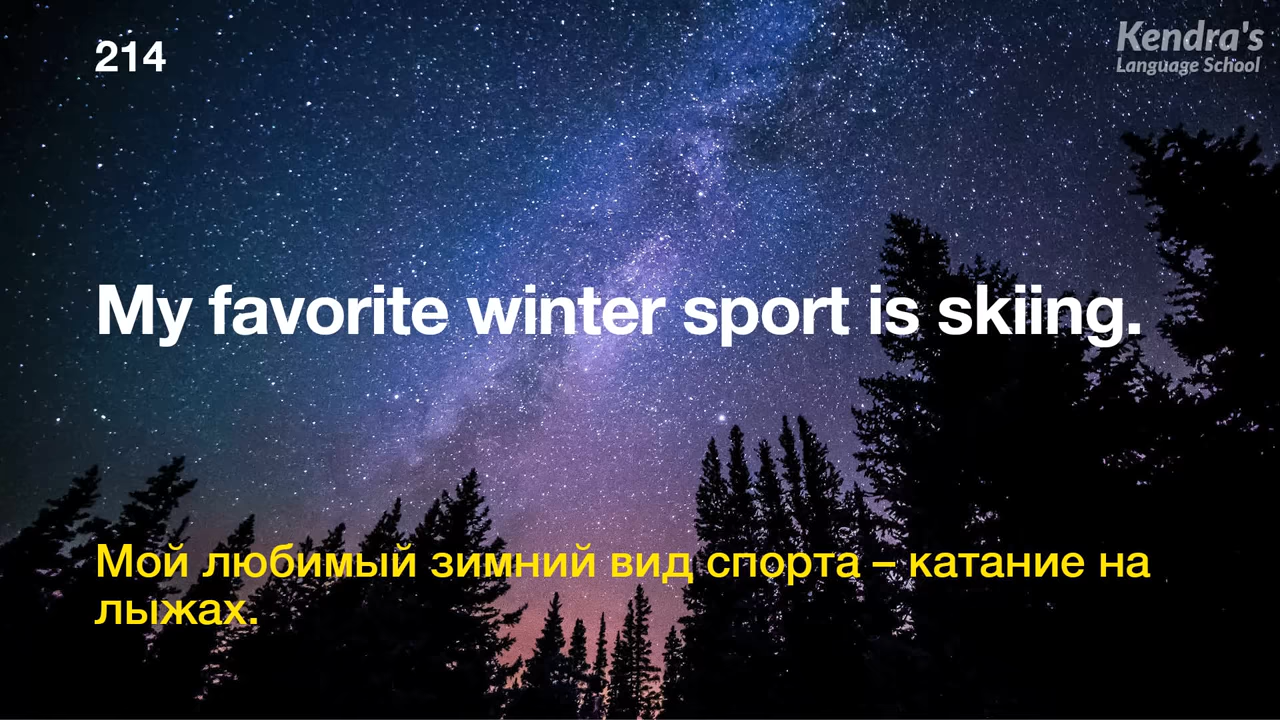 214
Kendra's
Language School
My favorite winter sport is skiing.
Мой любимый зимний вид спорта – катание на
лыжах.